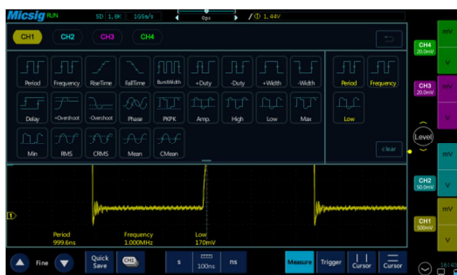 Micsig RUN SD 1.8K 1GSa/s 0ps 1.44V
CH1 CH2 CH3 CH4
Period Frequency RiseTime FallTime BurstWidth +Duty -Duty +Width -Width
Delay +Overshoot -Overshoot Phase PKPK Amp. High Low Max
Min RMS CRMS Mean CMean
Period Frequency
Low
clear
mV
CH4
20.0mV
V
CH3
20.0mV
Level
mV
CH2
50.0mV
V
mV
CH1
500mV
V
Period Frequency Low
999.6ns 1.000MHz 170mV
Fine Quick Save CH1 s 100ns ns Measure Trigger Cursor Cursor